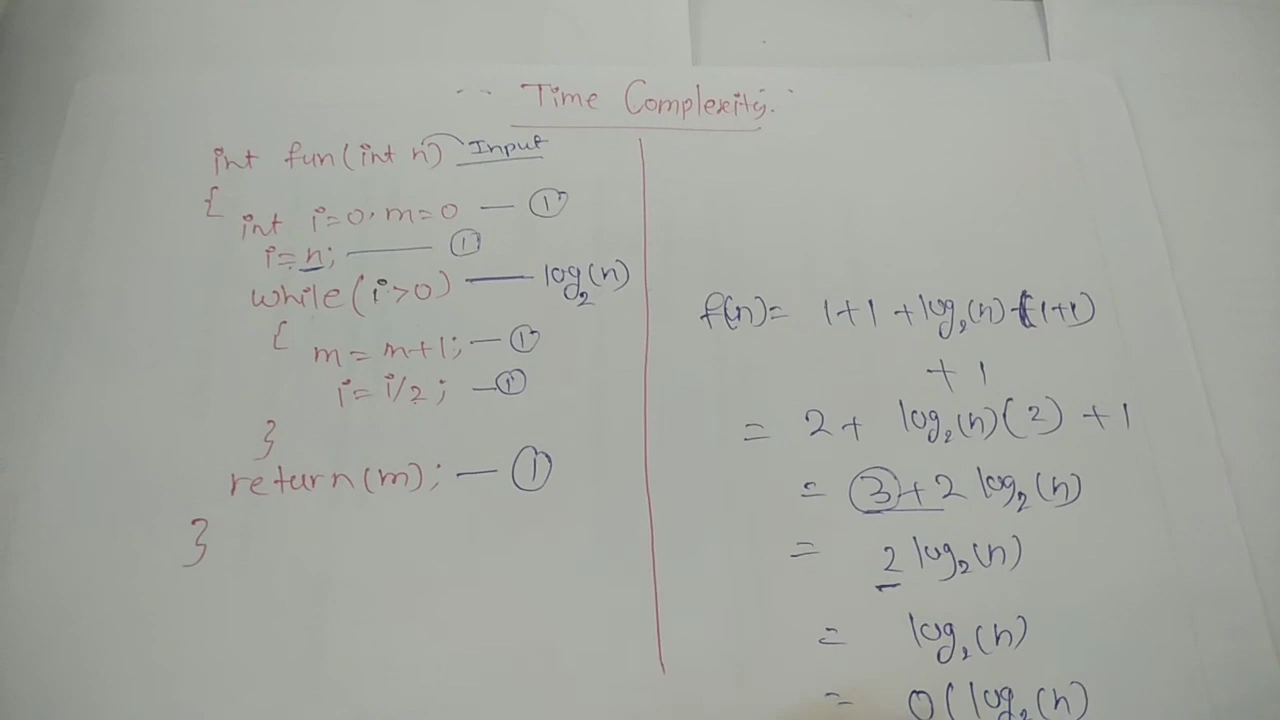 Time Complexity.
int fun(int n) Input
{
int i=0, m=0 — ①
i=n; — ①
while(i>0) — log₂(n)
{
m=m+1; — ①
i=i/2; — ①
}
return(m); — ①
}
f(n)= 1+1+log₂(n)(1+1)
+1
= 2+ log₂(n)(2)+1
= 3+2 log₂(n)
= 2 log₂(n)
= log₂(n)
= O(log₂(n)